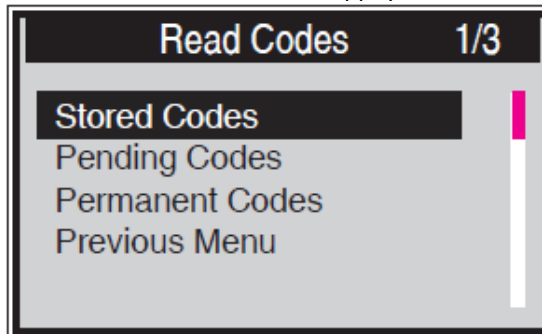 Read Codes 1/3
Stored Codes
Pending Codes
Permanent Codes
Previous Menu